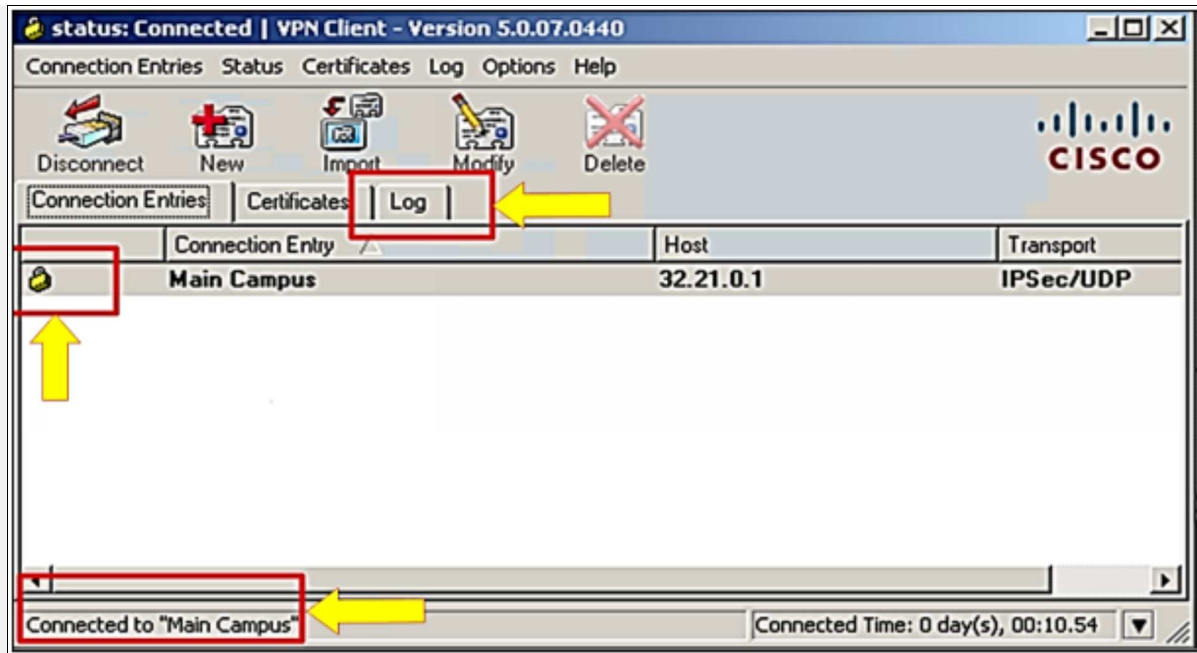 status: Connected | VPN Client - Version 5.0.07.0440
Connection Entries Status Certificates Log Options Help
Disconnect New Import Modify Delete
CISCO
Connection Entries Certificates Log
Connection Entry Host Transport
Main Campus 32.21.0.1 IPSec/UDP
Connected to "Main Campus" Connected Time: 0 day(s), 00:10.54